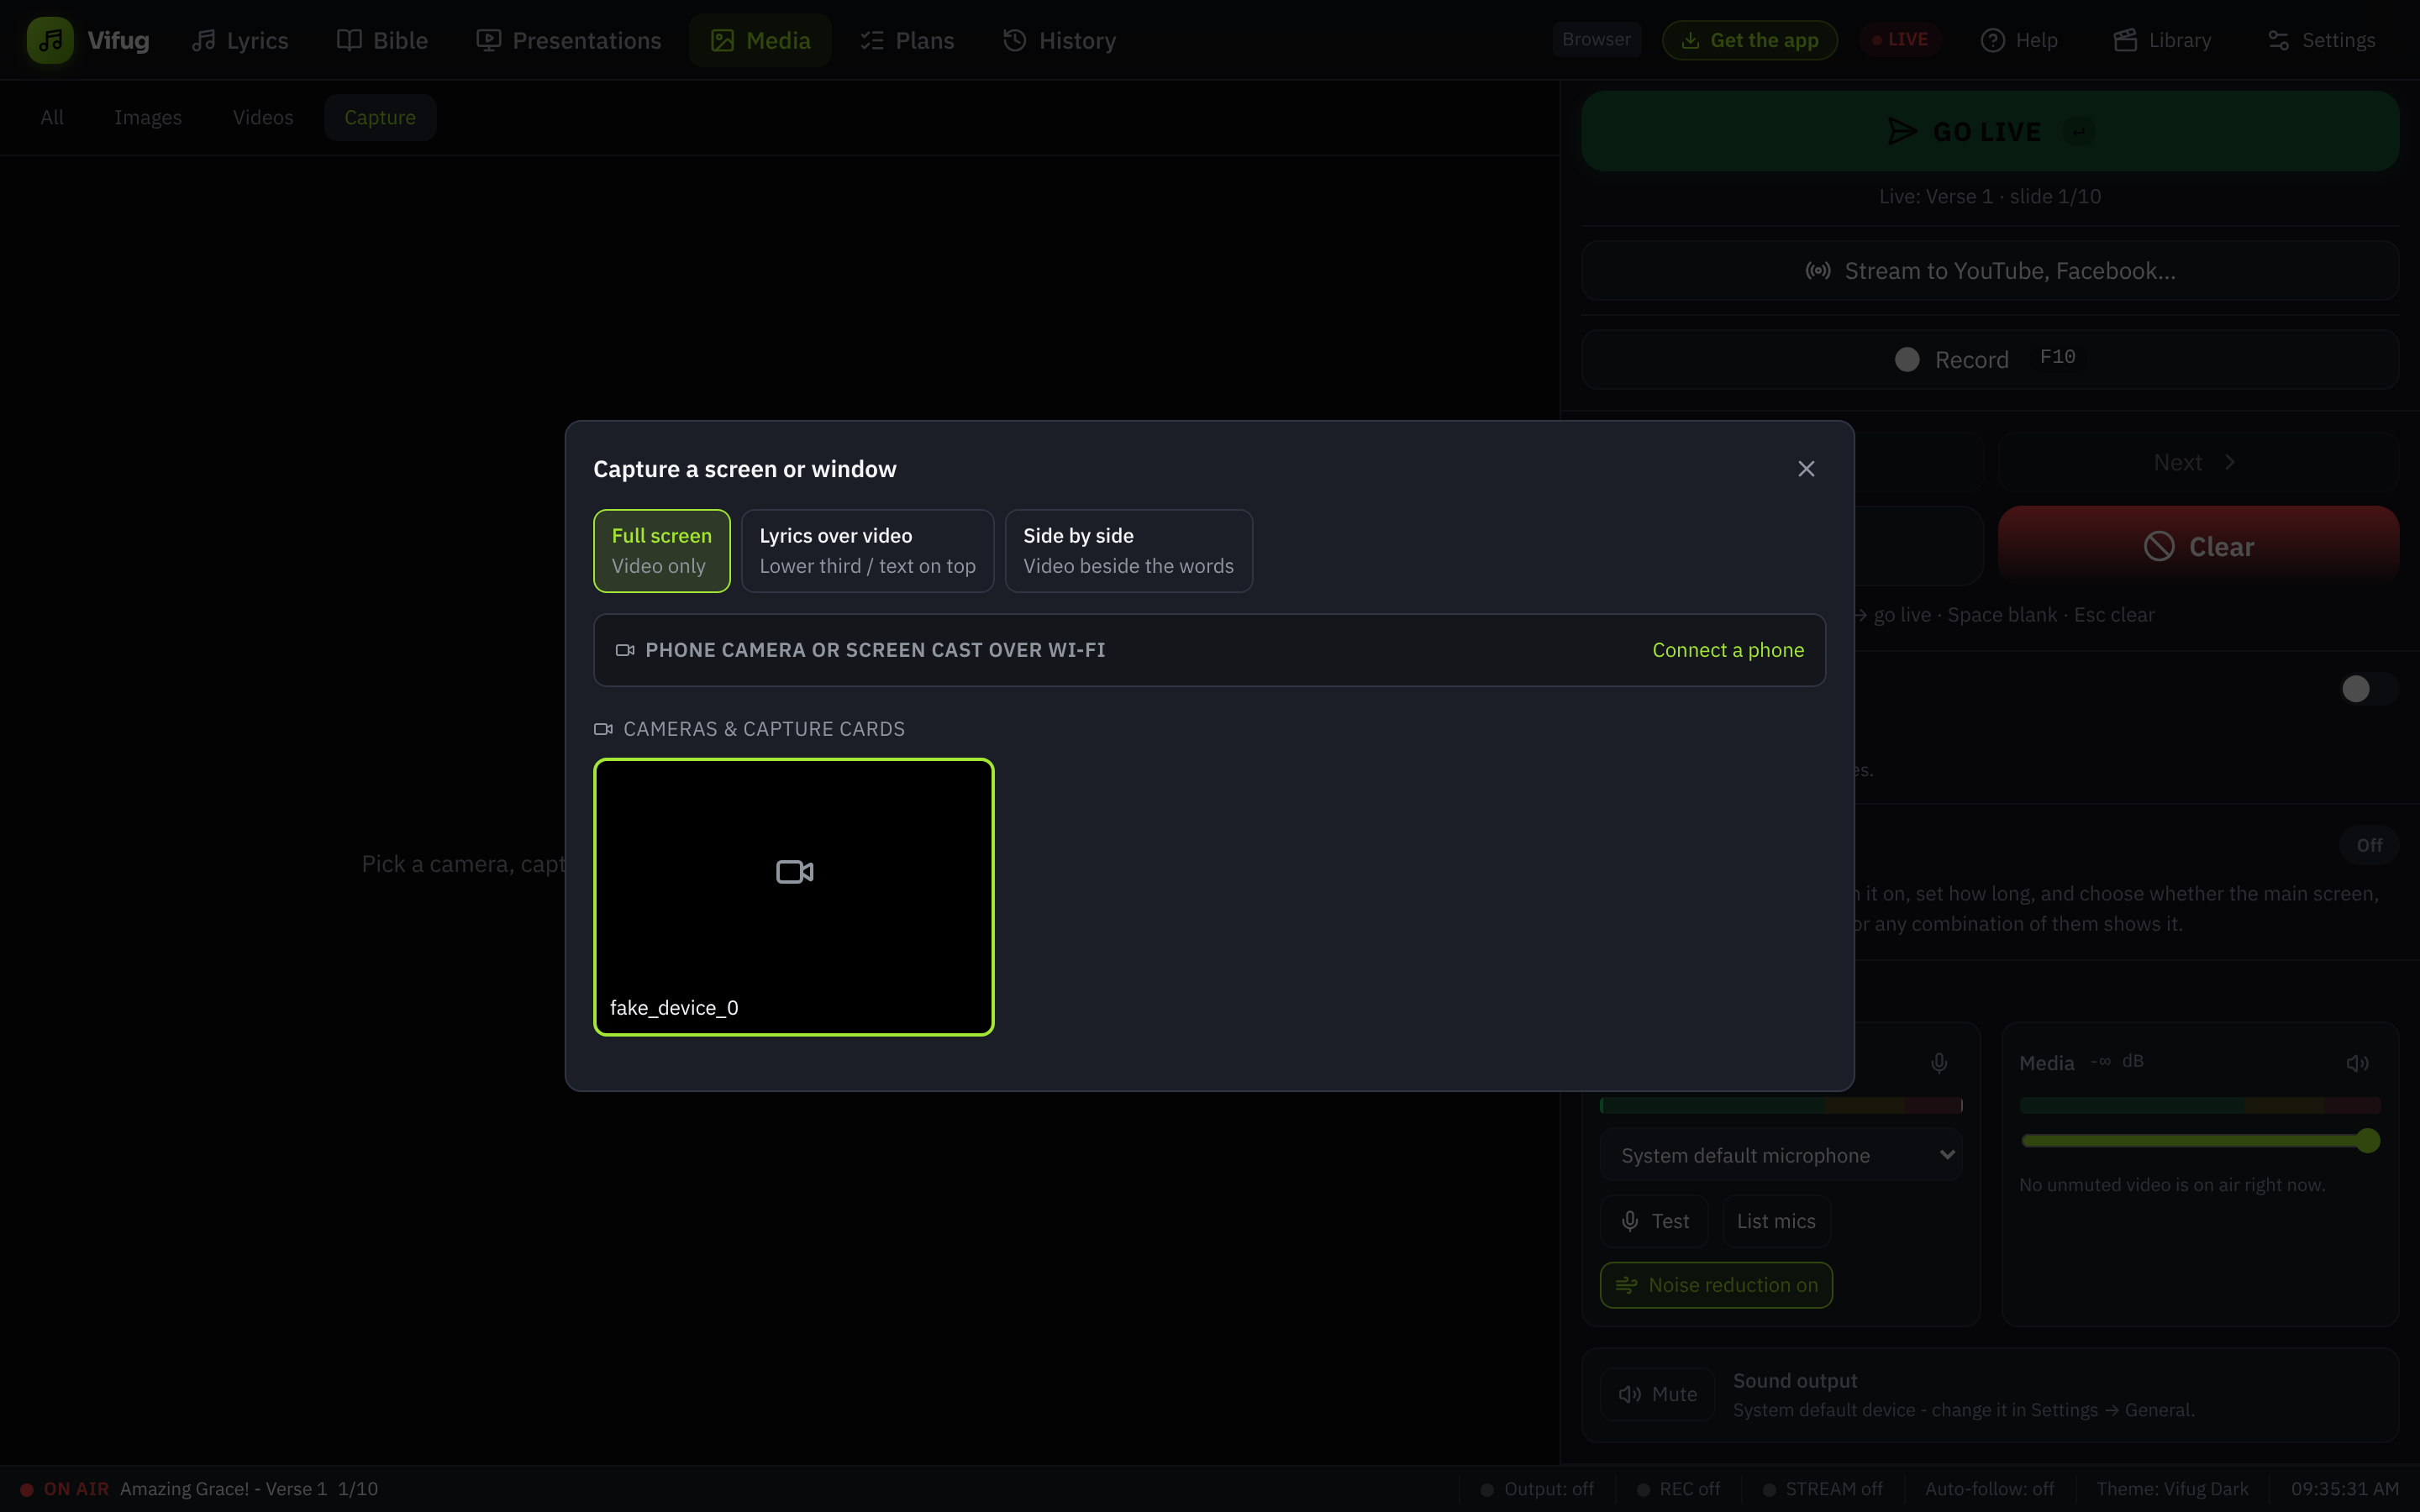 Vifug
Lyrics
Bible
Presentations
Media
Plans
History
Browser
Get the app
LIVE
Help
Library
Settings
All
Images
Videos
Capture
GO LIVE
Live: Verse 1 · slide 1/10
Stream to YouTube, Facebook...
Record F10
Next
Clear
→ go live · Space blank · Esc clear
Capture a screen or window
Full screen
Video only
Lyrics over video
Lower third / text on top
Side by side
Video beside the words
PHONE CAMERA OR SCREEN CAST OVER WI-FI
Connect a phone
CAMERAS & CAPTURE CARDS
fake_device_0
Pick a camera, capt
es.
Off
it on, set how long, and choose whether the main screen,
or any combination of them shows it.
Media -∞ dB
System default microphone
No unmuted video is on air right now.
Test
List mics
Noise reduction on
Mute
Sound output
System default device - change it in Settings → General.
ON AIR Amazing Grace! - Verse 1 1/10
Output: off
REC off
STREAM off
Auto-follow: off
Theme: Vifug Dark
09:35:31 AM